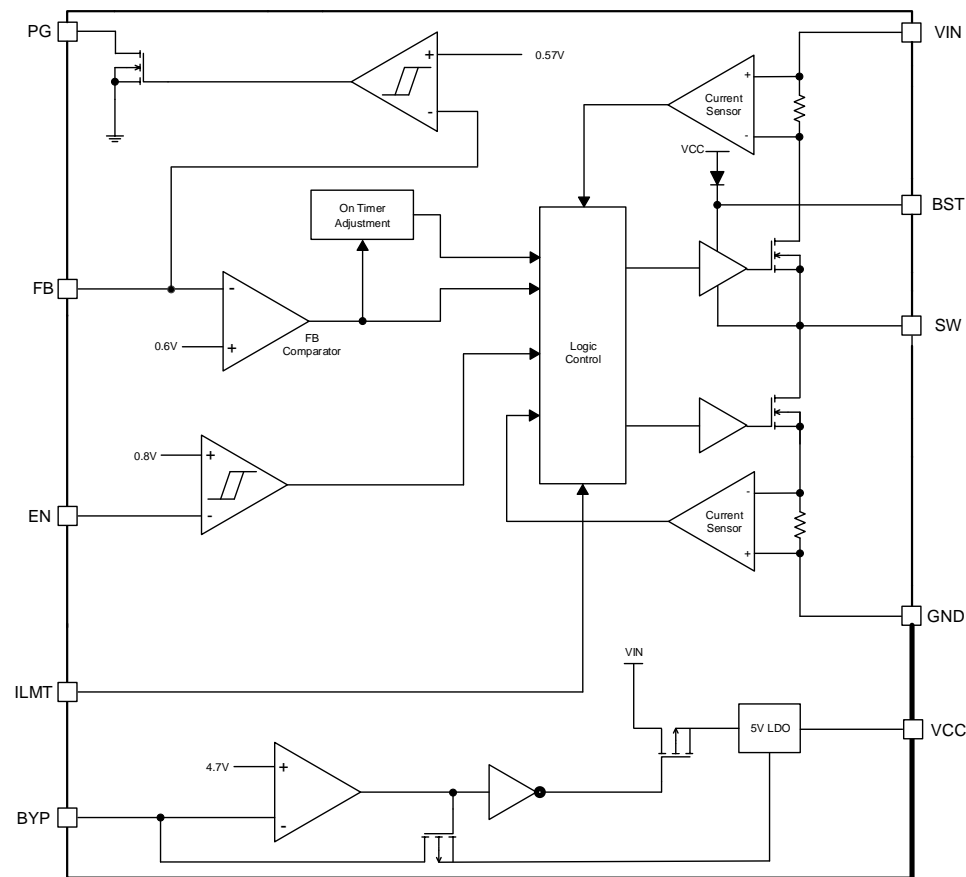 PG
VIN
+
0.57V
-
+
Current
Sensor
-
VCC
BST
On Timer
Adjustment
FB
-
0.6V
+
FB
Comparator
Logic
Control
SW
0.8V
+
-
EN
-
Current
Sensor
+
GND
ILMT
VIN
5V LDO
VCC
4.7V
+
-
BYP